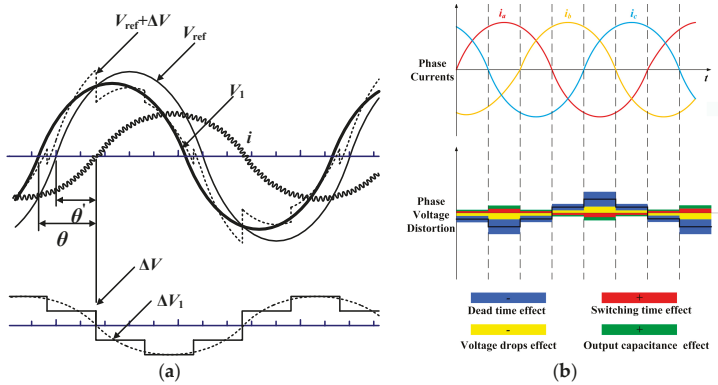 V_ref+ΔV
V_ref
V_1
i
θ'
θ
ΔV
ΔV_1
(a)
(b)
i_a
i_b
i_c
Phase
Currents
t
Phase
Voltage
Distortion
-
Dead time effect
+
Switching time effect
-
Voltage drops effect
+
Output capacitance effect